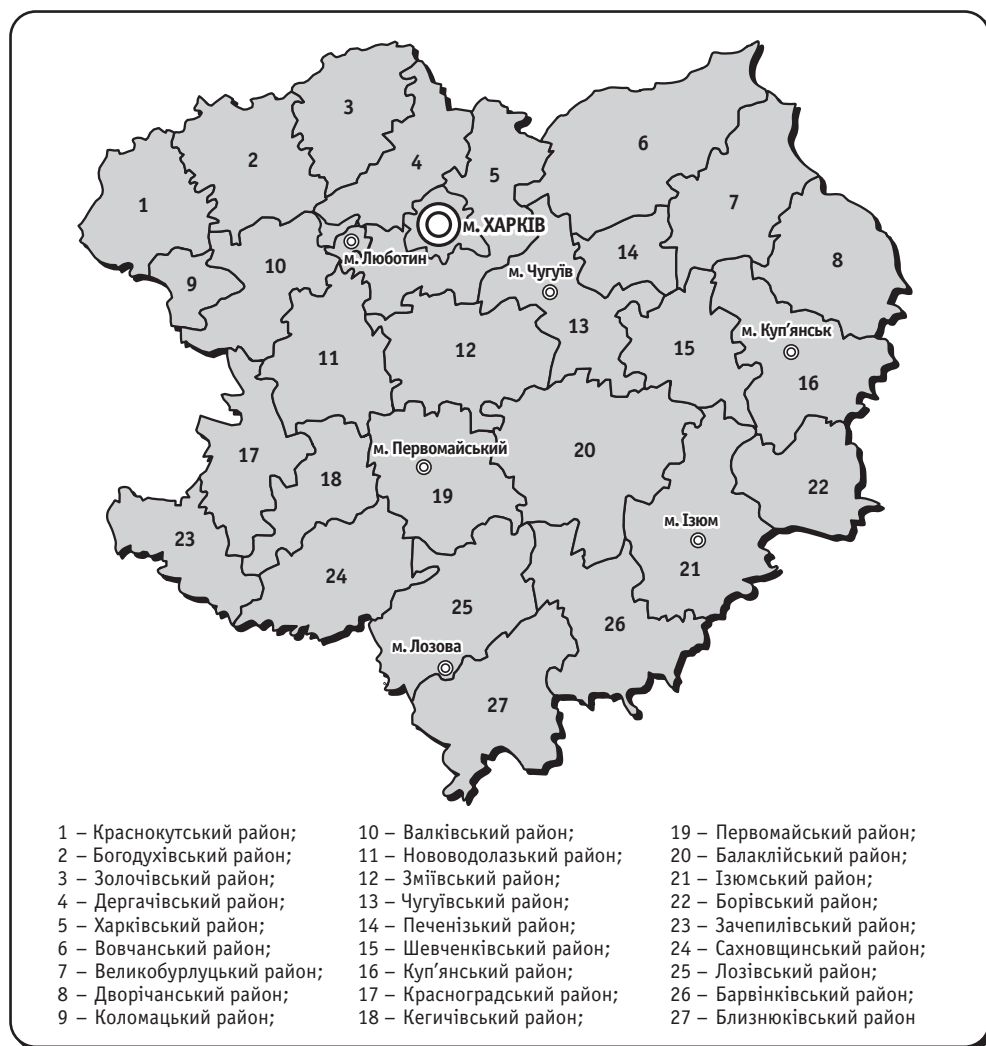 3
6
2
4
5
1
7
м. ХАРКІВ
14
8
м. Люботин
10
м. Чугуїв
9
13
м. Куп’янськ
11
12
15
16
м. Первомайський
17
20
18
22
19
м. Ізюм
23
21
24
25
26
м. Лозова
27
1 – Краснокутський район;
2 – Богодухівський район;
3 – Золочівський район;
4 – Дергачівський район;
5 – Харківський район;
6 – Вовчанський район;
7 – Великобурлуцький район;
8 – Дворічанський район;
9 – Коломацький район;
10 – Валківський район;
11 – Нововодолазький район;
12 – Зміївський район;
13 – Чугуївський район;
14 – Печенізький район;
15 – Шевченківський район;
16 – Куп’янський район;
17 – Красноградський район;
18 – Кегичівський район;
19 – Первомайський район;
20 – Балаклійський район;
21 – Ізюмський район;
22 – Борівський район;
23 – Зачепилівський район;
24 – Сахновщинський район;
25 – Лозівський район;
26 – Барвінківський район;
27 – Близнюківський район